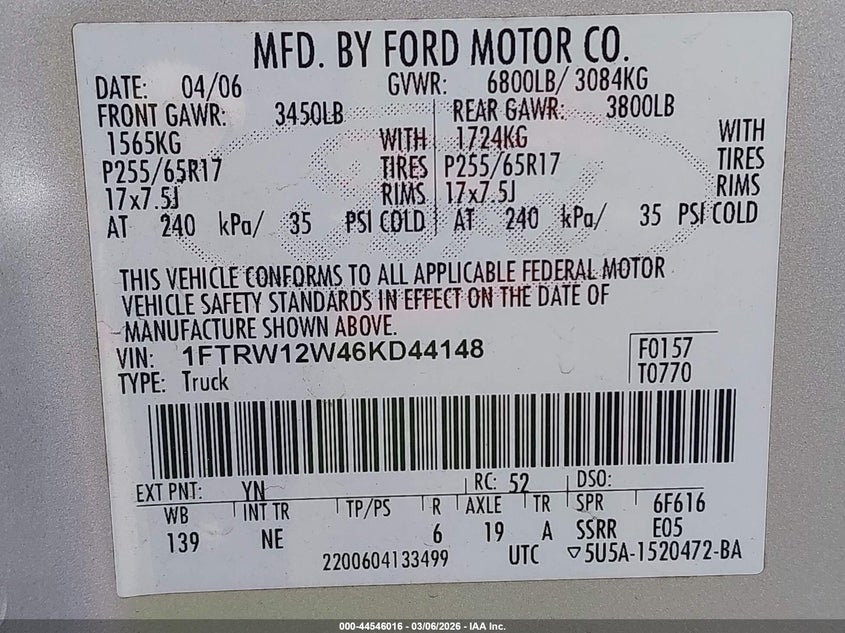 MFD. BY FORD MOTOR CO.
DATE: 04/06 GVWR: 6800LB/ 3084KG
FRONT GAWR: 3450LB REAR GAWR: 3800LB
1565KG WITH 1724KG WITH
P255/65R17 TIRES P255/65R17 TIRES
17x7.5J RIMS 17x7.5J RIMS
AT 240 kPa/ 35 PSI COLD AT 240 kPa/ 35 PSI COLD
THIS VEHICLE CONFORMS TO ALL APPLICABLE FEDERAL MOTOR
VEHICLE SAFETY STANDARDS IN EFFECT ON THE DATE OF
MANUFACTURE SHOWN ABOVE.
VIN: 1FTRW12W46KD44148 F0157
TYPE: Truck T0770
EXT PNT: YN RC: 52 DSO:
WB INT TR TP/PS R AXLE TR SPR 6F616
139 NE 6 19 A SSRR E05
2200604133499 UTC ▽5U5A-1520472-BA
000-44546016 - 03/06/2026 - IAA Inc.